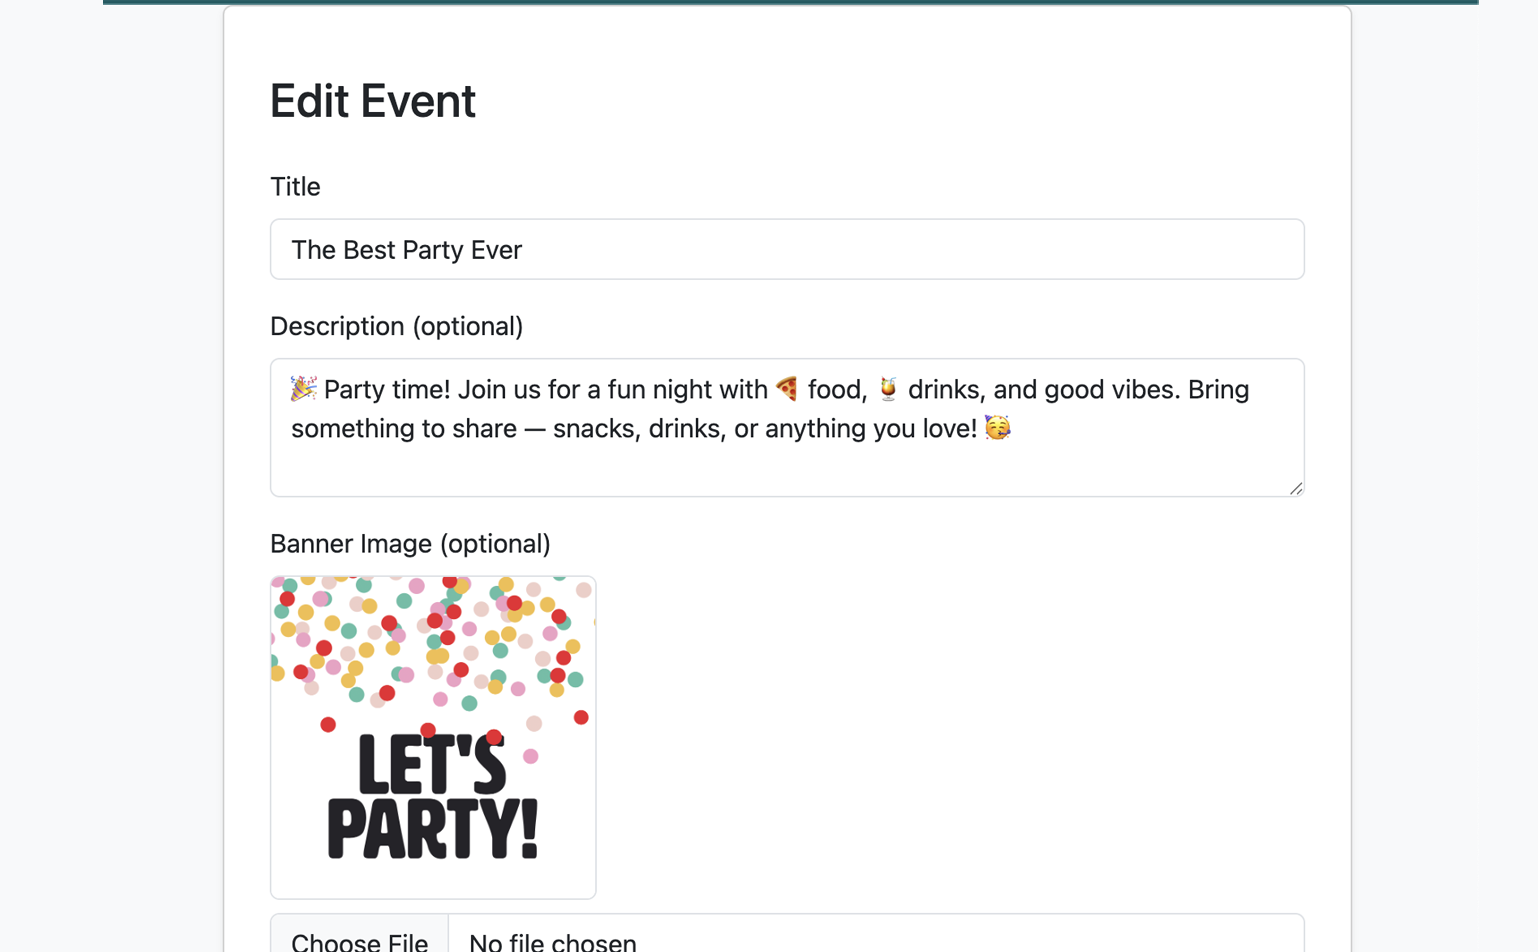 Edit Event
Title
The Best Party Ever
Description (optional)
🎉 Party time! Join us for a fun night with 🍕 food, 🍹 drinks, and good vibes. Bring
something to share — snacks, drinks, or anything you love! 🥳
Banner Image (optional)
LET'S
PARTY!
Choose File No file chosen